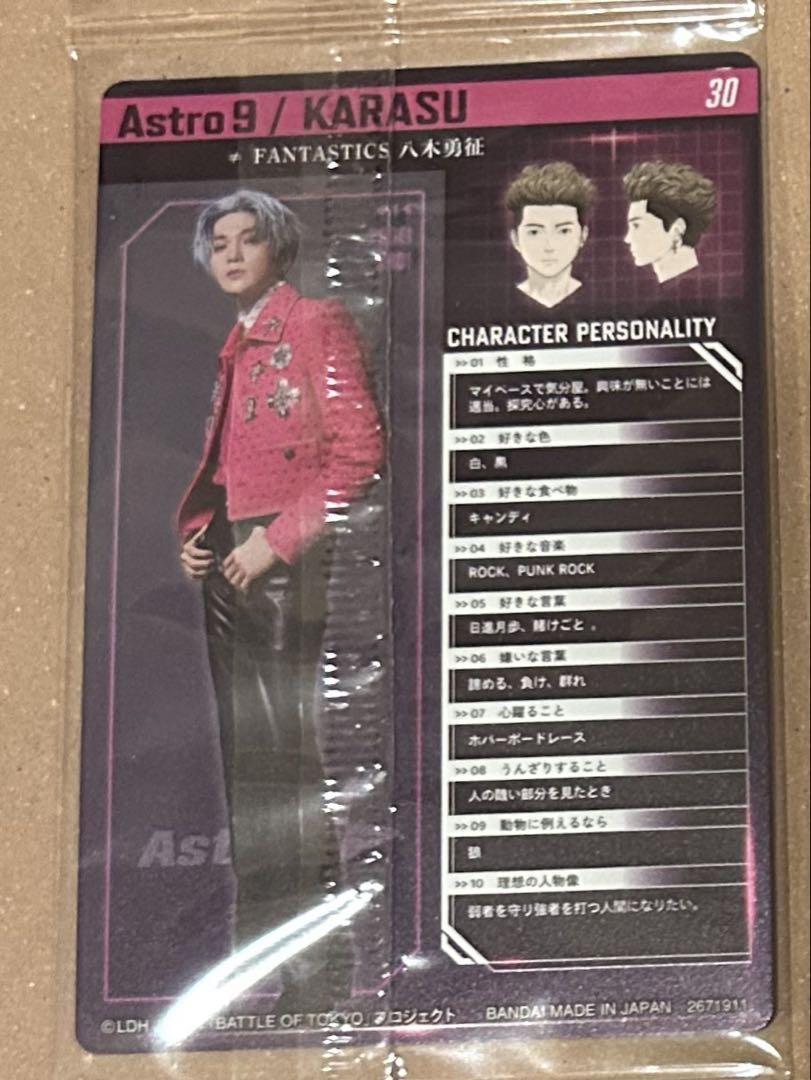 Astro9 / KARASU
30
≠ FANTASTICS 八木勇征
CHARACTER PERSONALITY
>>01 性 格
マイペースで気分屋。興味が無いことには
適当。探究心がある。
>>02 好きな色
白、黒
>>03 好きな食べ物
キャンディ
>>04 好きな音楽
ROCK、PUNK ROCK
>>05 好きな言葉
日進月歩、賭けごと 。
>>06 嫌いな言葉
諦める、負け、群れ
>>07 心躍ること
ホバーボードレース
>>08 うんざりすること
人の醜い部分を見たとき
>>09 動物に例えるなら
狼
>>10 理想の人物像
弱者を守り強者を打つ人間になりたい。
Ast
©LDH BATTLE OF TOKYO」プロジェクト
BANDAI MADE IN JAPAN 2671911